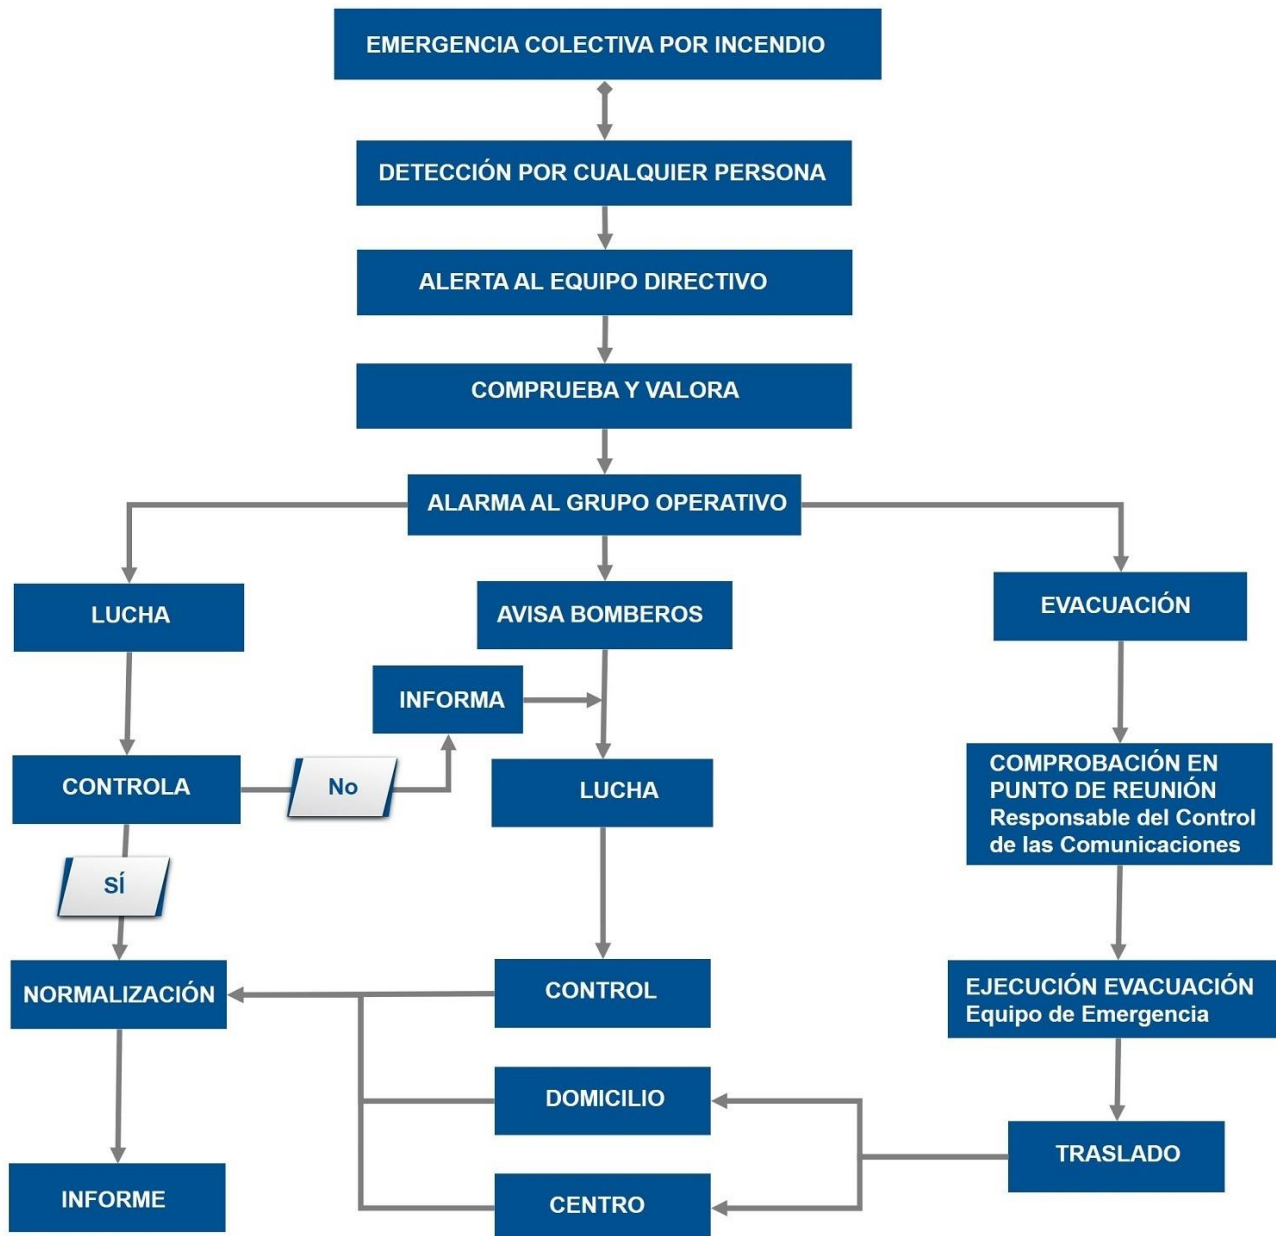 EMERGENCIA COLECTIVA POR INCENDIO
DETECCIÓN POR CUALQUIER PERSONA
ALERTA AL EQUIPO DIRECTIVO
COMPRUEBA Y VALORA
ALARMA AL GRUPO OPERATIVO
LUCHA
AVISA BOMBEROS
EVACUACIÓN
INFORMA
CONTROLA
No
LUCHA
COMPROBACIÓN EN
PUNTO DE REUNIÓN
Responsable del Control
de las Comunicaciones
SÍ
NORMALIZACIÓN
CONTROL
EJECUCIÓN EVACUACIÓN
Equipo de Emergencia
DOMICILIO
TRASLADO
INFORME
CENTRO